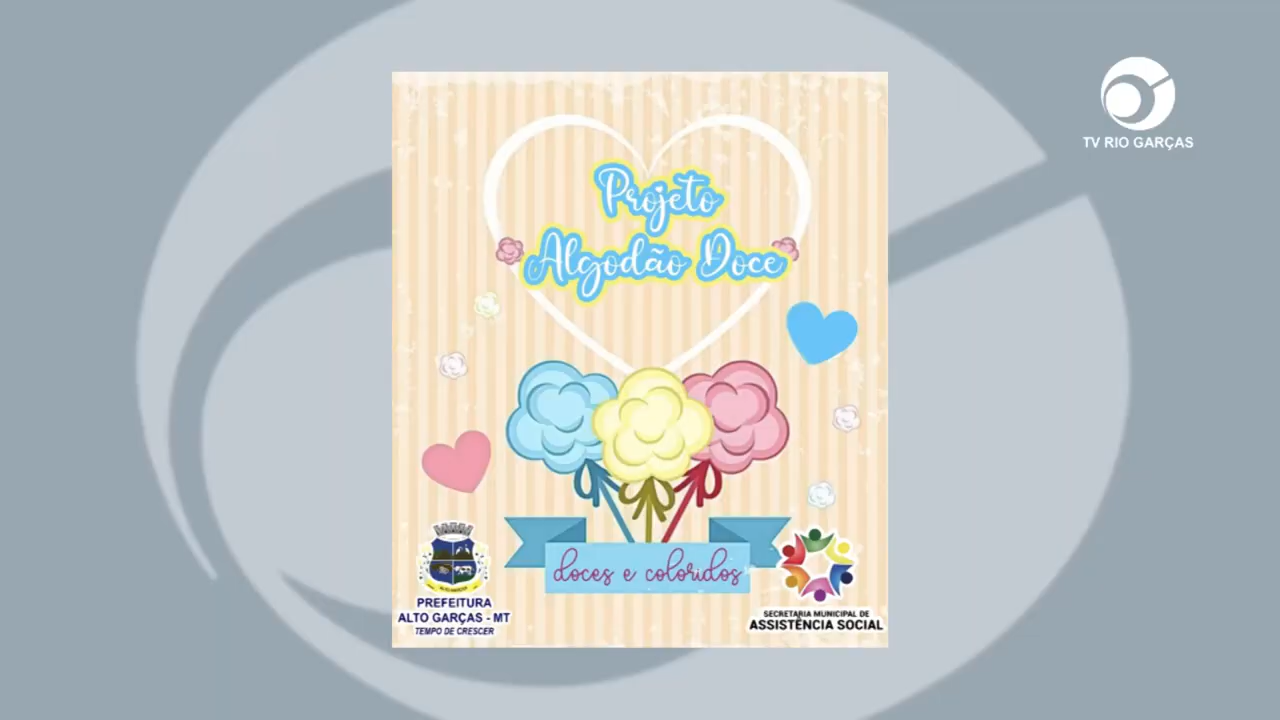 TV RIO GARÇAS
Projeto
Algodão Doce
doces e coloridos
PREFEITURA
ALTO GARÇAS - MT
TEMPO DE CRESCER
SECRETARIA MUNICIPAL DE
ASSISTÊNCIA SOCIAL